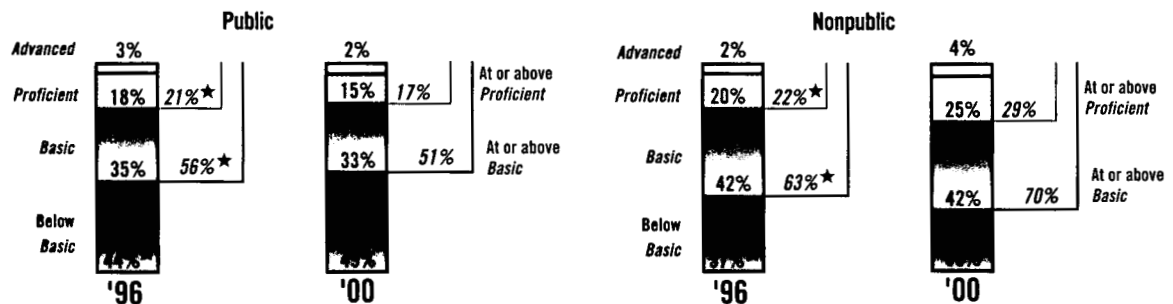 Public
Nonpublic
Advanced 3% 2%
Advanced 2% 4%
Proficient 18% 21%★ 15% 17% At or above
Proficient
Proficient 20% 22%★ 25% 29% At or above
Proficient
Basic
35% 56%★ 33% 51% At or above
Basic
Basic
42% 63%★ 42% 70% At or above
Basic
Below
Basic
Below
Basic
'96 '00
'96 '00